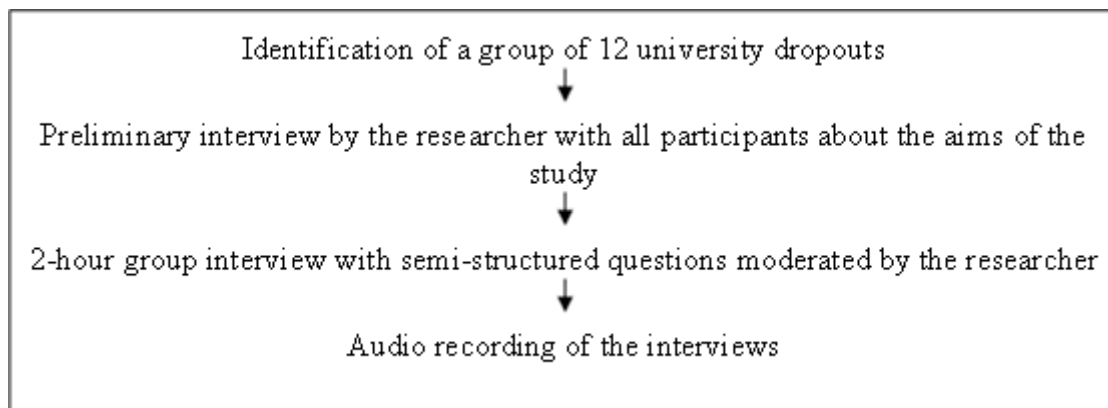 Identification of a group of 12 university dropouts
Preliminary interview by the researcher with all participants about the aims of the
study
2-hour group interview with semi-structured questions moderated by the researcher
Audio recording of the interviews